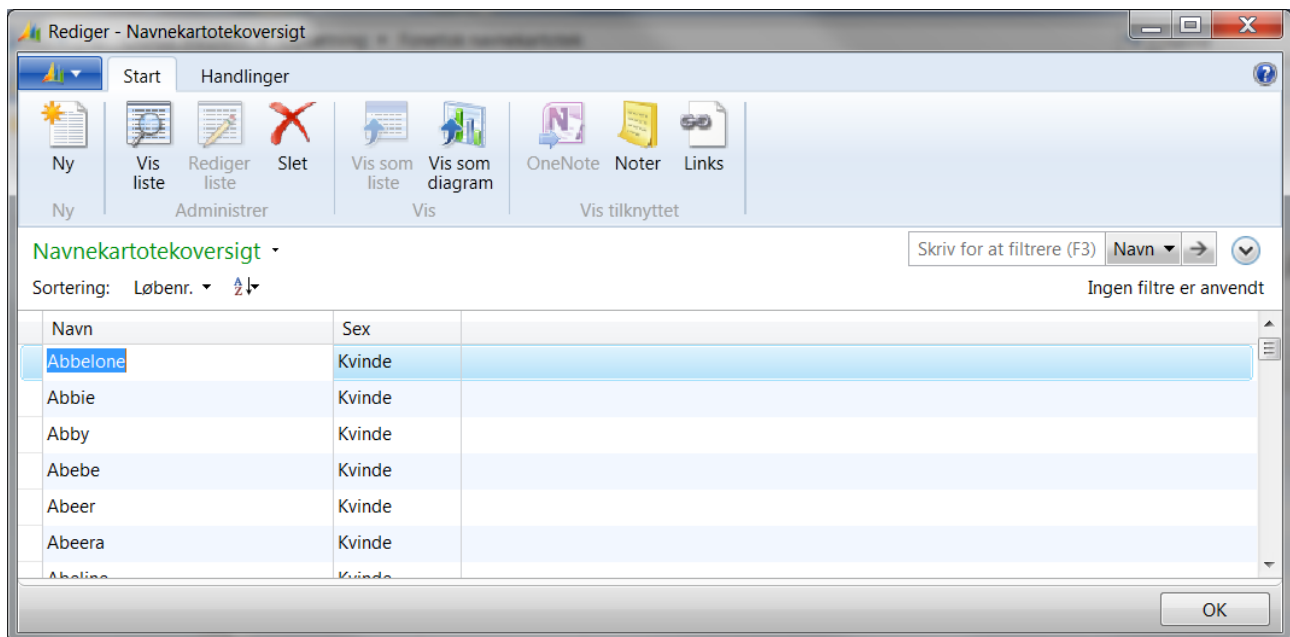 Rediger - Navnekartotekoversigt
Start Handlinger
Ny Vis liste Rediger liste Slet Vis som liste Vis som diagram OneNote Noter Links
Ny Administrer Vis Vis tilknyttet
Navnekartotekoversigt Skriv for at filtrere (F3) Navn
Sortering: Løbenr. Ingen filtre er anvendt
Navn Sex
Abbelone Kvinde
Abbie Kvinde
Abby Kvinde
Abebe Kvinde
Abeer Kvinde
Abeera Kvinde
Abeline Kvinde
OK